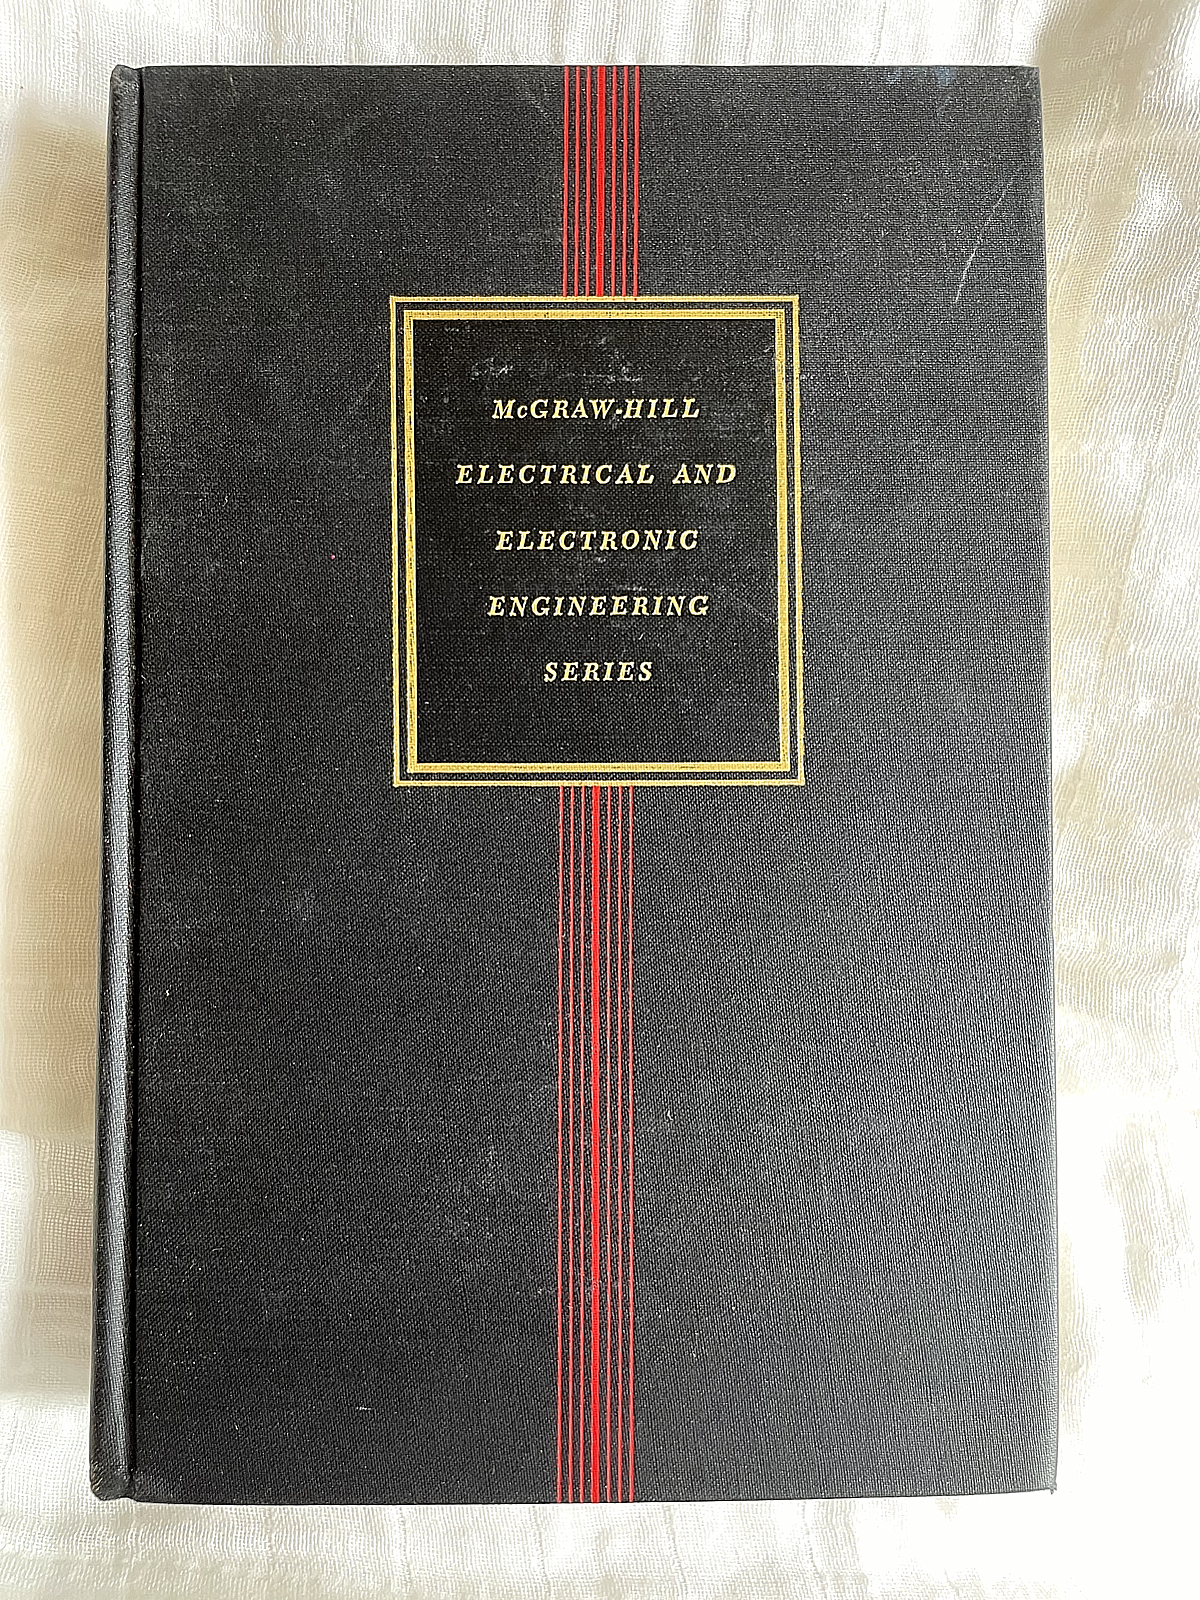 McGRAW-HILL
ELECTRICAL AND
ELECTRONIC
ENGINEERING
SERIES